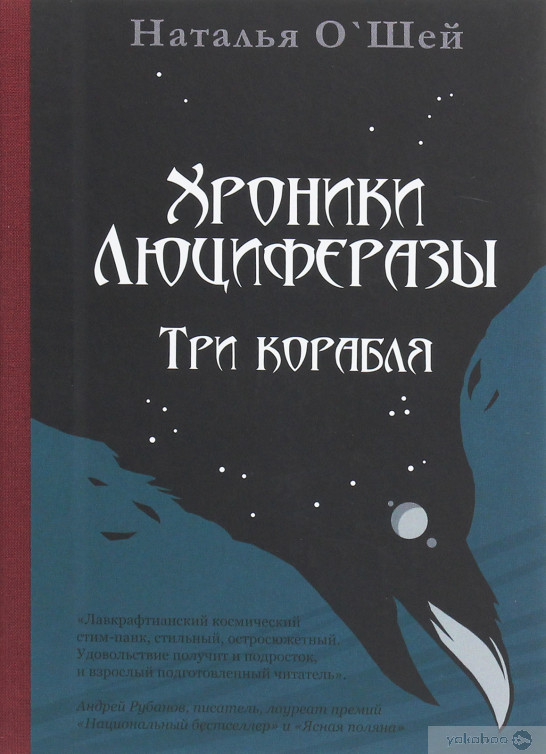 Наталья О`Шей
Хроники
Люциферазы
Три корабля
«Лавкрафтианский космический
стим-панк, стильный, остросюжетный.
Удовольствие получит и подросток,
и взрослый подготовленный читатель».
Андрей Рубанов, писатель, лауреат премий
«Национальный бестселлер» и «Ясная поляна»
yakaboo